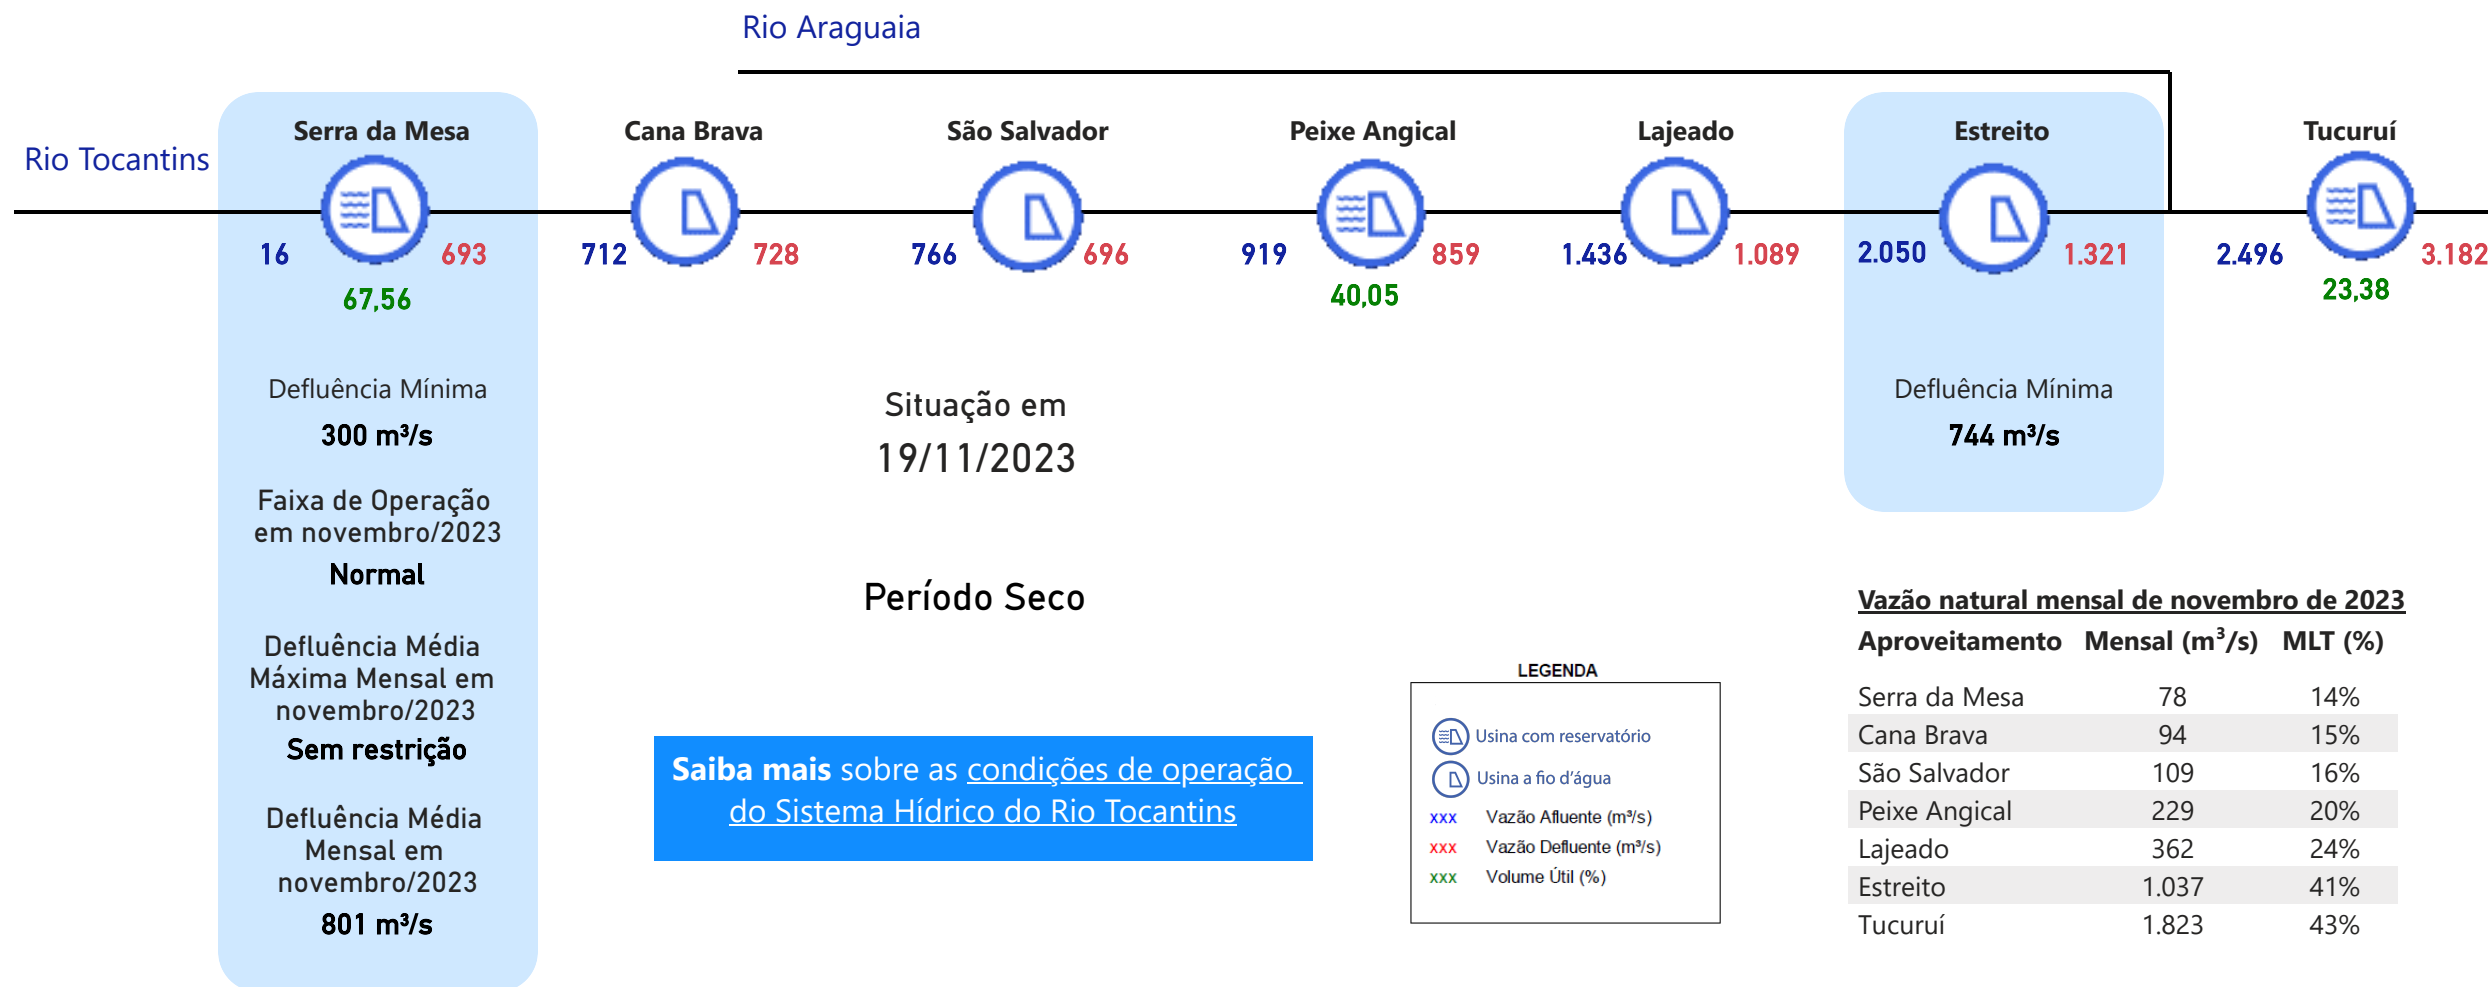 Rio Araguaia
Rio Tocantins
Serra da Mesa
Cana Brava
São Salvador
Peixe Angical
Lajeado
Estreito
Tucuruí
16
693
712
728
766
696
919
859
1.436
1.089
2.050
1.321
2.496
3.182
67,56
40,05
23,38
Defluência Mínima
300 m³/s
Faixa de Operação
em novembro/2023
Normal
Defluência Média
Máxima Mensal em
novembro/2023
Sem restrição
Defluência Média
Mensal em
novembro/2023
801 m³/s
Situação em
19/11/2023
Período Seco
Saiba mais sobre as condições de operação
do Sistema Hídrico do Rio Tocantins
Defluência Mínima
744 m³/s
LEGENDA
Usina com reservatório
Usina a fio d'água
xxx Vazão Afluente (m³/s)
xxx Vazão Defluente (m³/s)
xxx Volume Útil (%)
Vazão natural mensal de novembro de 2023
Aproveitamento Mensal (m³/s) MLT (%)
Serra da Mesa 78 14%
Cana Brava 94 15%
São Salvador 109 16%
Peixe Angical 229 20%
Lajeado 362 24%
Estreito 1.037 41%
Tucuruí 1.823 43%